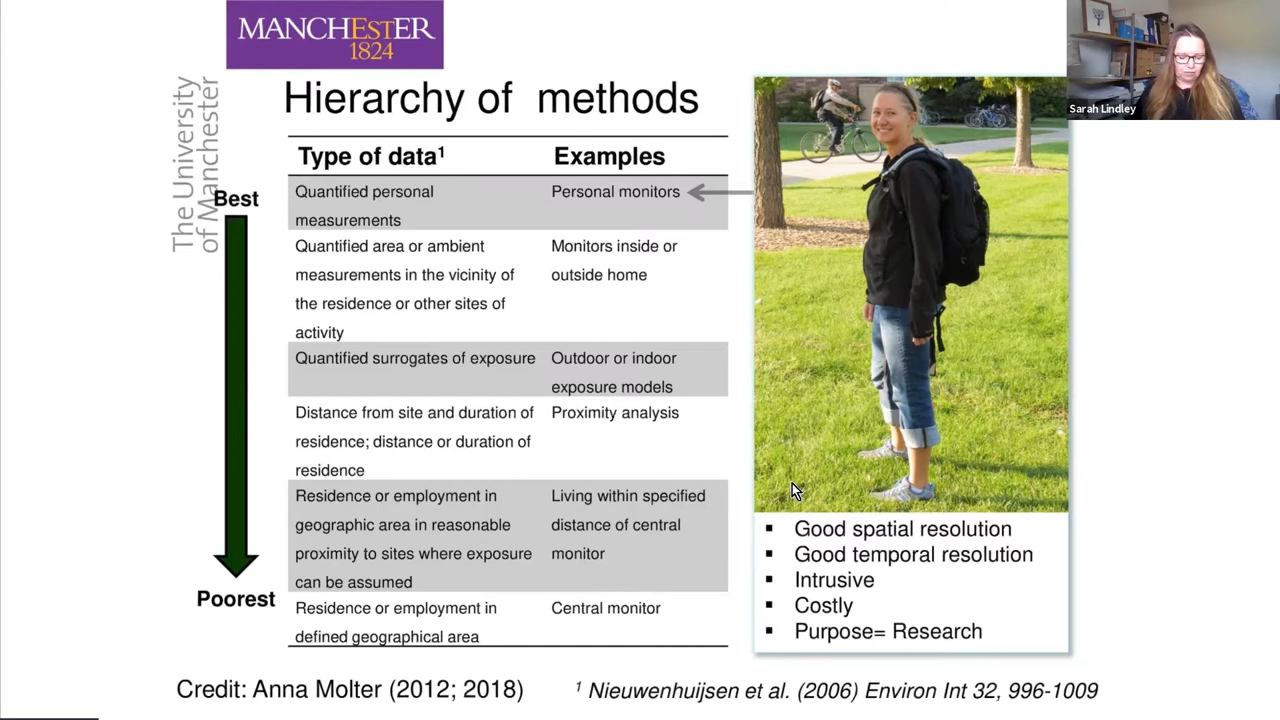 MANCHESTER
1824
The University
of Manchester
Sarah Lindley
Hierarchy of methods
Type of data¹ Examples
Best
Quantified personal
measurements
Personal monitors
Quantified area or ambient
measurements in the vicinity of
the residence or other sites of
activity
Monitors inside or
outside home
Quantified surrogates of exposure
Outdoor or indoor
exposure models
Distance from site and duration of
residence; distance or duration of
residence
Proximity analysis
Residence or employment in
geographic area in reasonable
proximity to sites where exposure
can be assumed
Living within specified
distance of central
monitor
Poorest
Residence or employment in
defined geographical area
Central monitor
▪ Good spatial resolution
▪ Good temporal resolution
▪ Intrusive
▪ Costly
▪ Purpose= Research
Credit: Anna Molter (2012; 2018)
¹ Nieuwenhuijsen et al. (2006) Environ Int 32, 996-1009